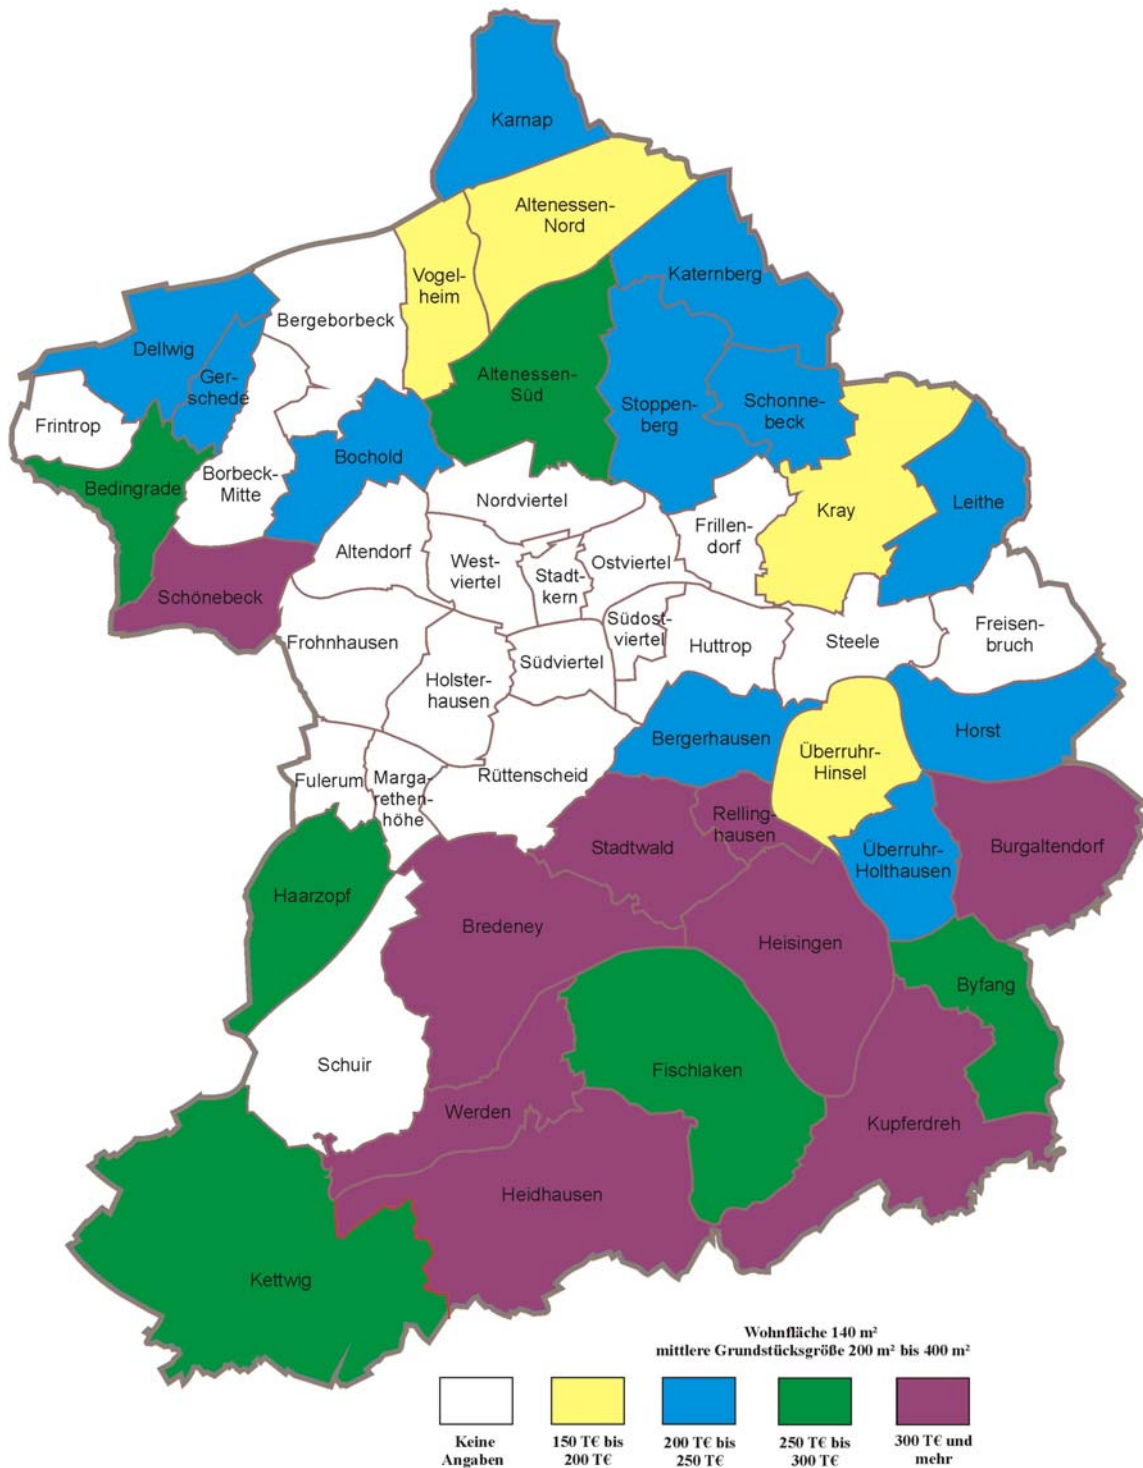 Karnap
Altenessen-
Nord
Vogel-
heim
Katernberg
Bergeborbeck
Dellwig
Ger-
schede
Altenessen-
Süd
Stoppen-
berg
Schonne-
beck
Frintrop
Bochold
Borbeck-
Mitte
Bedingrade
Nordviertel
Kray
Leithe
Frillen-
dorf
Altendorf
West-
viertel
Stadt-
kern
Ostviertel
Schönebeck
Südost-
viertel
Frohnhausen
Huttrop
Steele
Freisen-
bruch
Südviertel
Holster-
hausen
Bergerhausen
Horst
Überruhr-
Hinsel
Fulerum
Marga-
rethen-
höhe
Rüttenscheid
Relling-
hausen
Stadtwald
Überruhr-
Holthausen
Burgaltendorf
Haarzopf
Bredeney
Heisingen
Byfang
Schuir
Fischlaken
Werden
Kupferdreh
Heidhausen
Kettwig
Wohnfläche 140 m²
mittlere Grundstücksgröße 200 m² bis 400 m²
Keine
Angaben
150 T€ bis
200 T€
200 T€ bis
250 T€
250 T€ bis
300 T€
300 T€ und
mehr